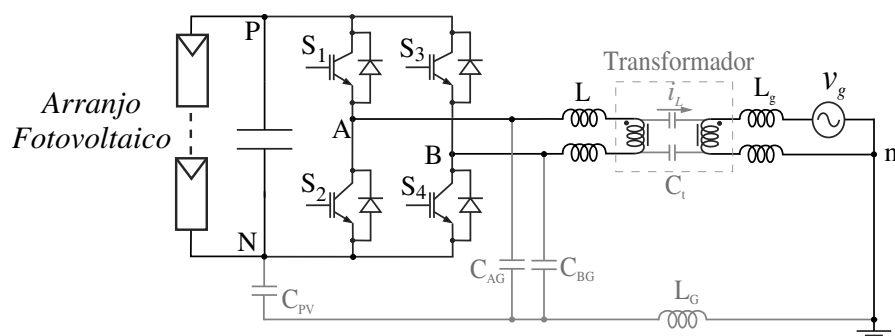 P
S1
S3
Transformador
Arranjo
Fotovoltaico
A
B
L
iL
Lg
vg
n
S2
S4
Ct
N
CPV
CAG
CBG
LG